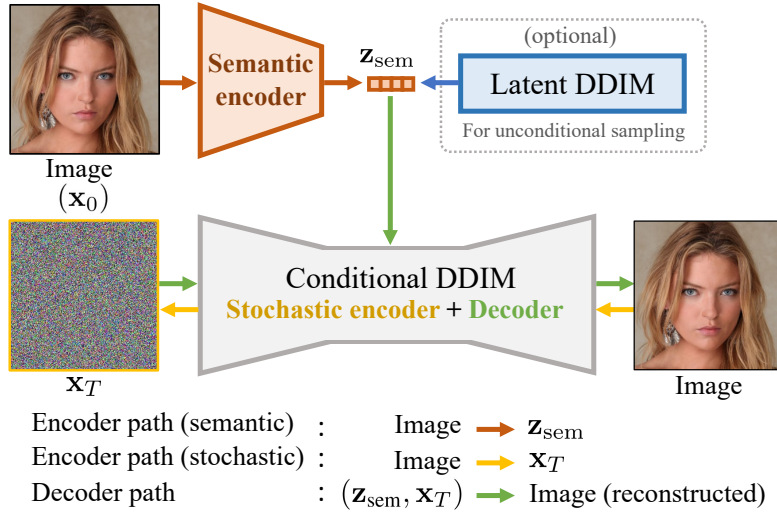 (optional)
z_sem
Semantic
encoder
Latent DDIM
For unconditional sampling
Image
(x_0)
Conditional DDIM
Stochastic encoder + Decoder
x_T
Image
Encoder path (semantic) : Image → z_sem
Encoder path (stochastic) : Image → x_T
Decoder path : (z_sem, x_T) → Image (reconstructed)